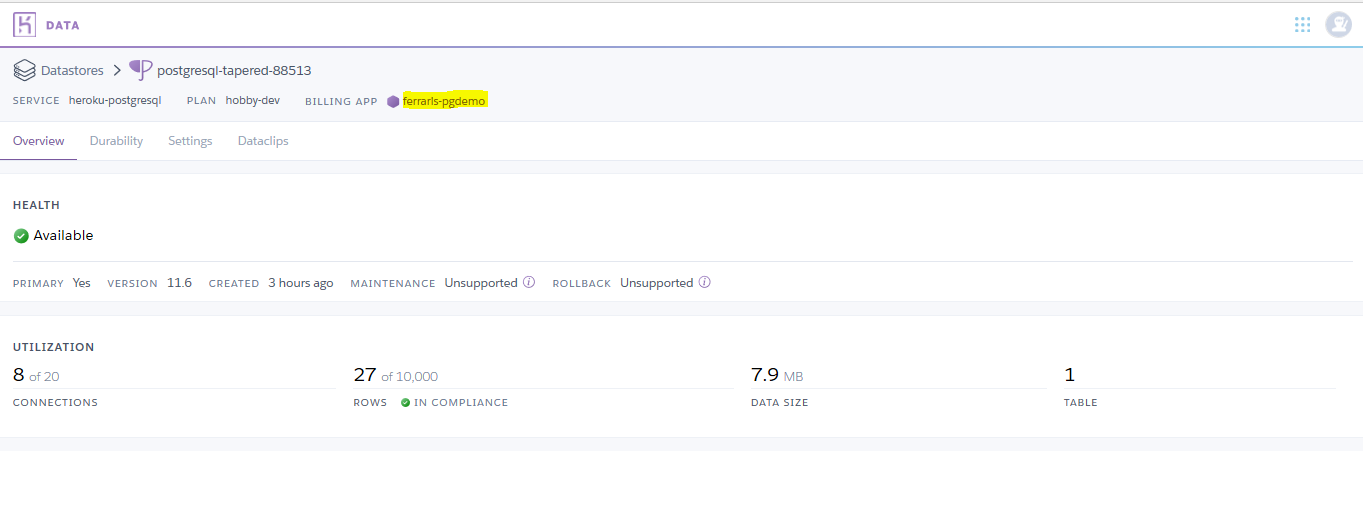 DATA
Datastores > postgresql-tapered-88513
SERVICE heroku-postgresql PLAN hobby-dev BILLING APP ferraris-pgdemo
Overview Durability Settings Dataclips
HEALTH
Available
PRIMARY Yes VERSION 11.6 CREATED 3 hours ago MAINTENANCE Unsupported ROLLBACK Unsupported
UTILIZATION
8 of 20 27 of 10,000 7.9 MB 1
CONNECTIONS ROWS IN COMPLIANCE DATA SIZE TABLE